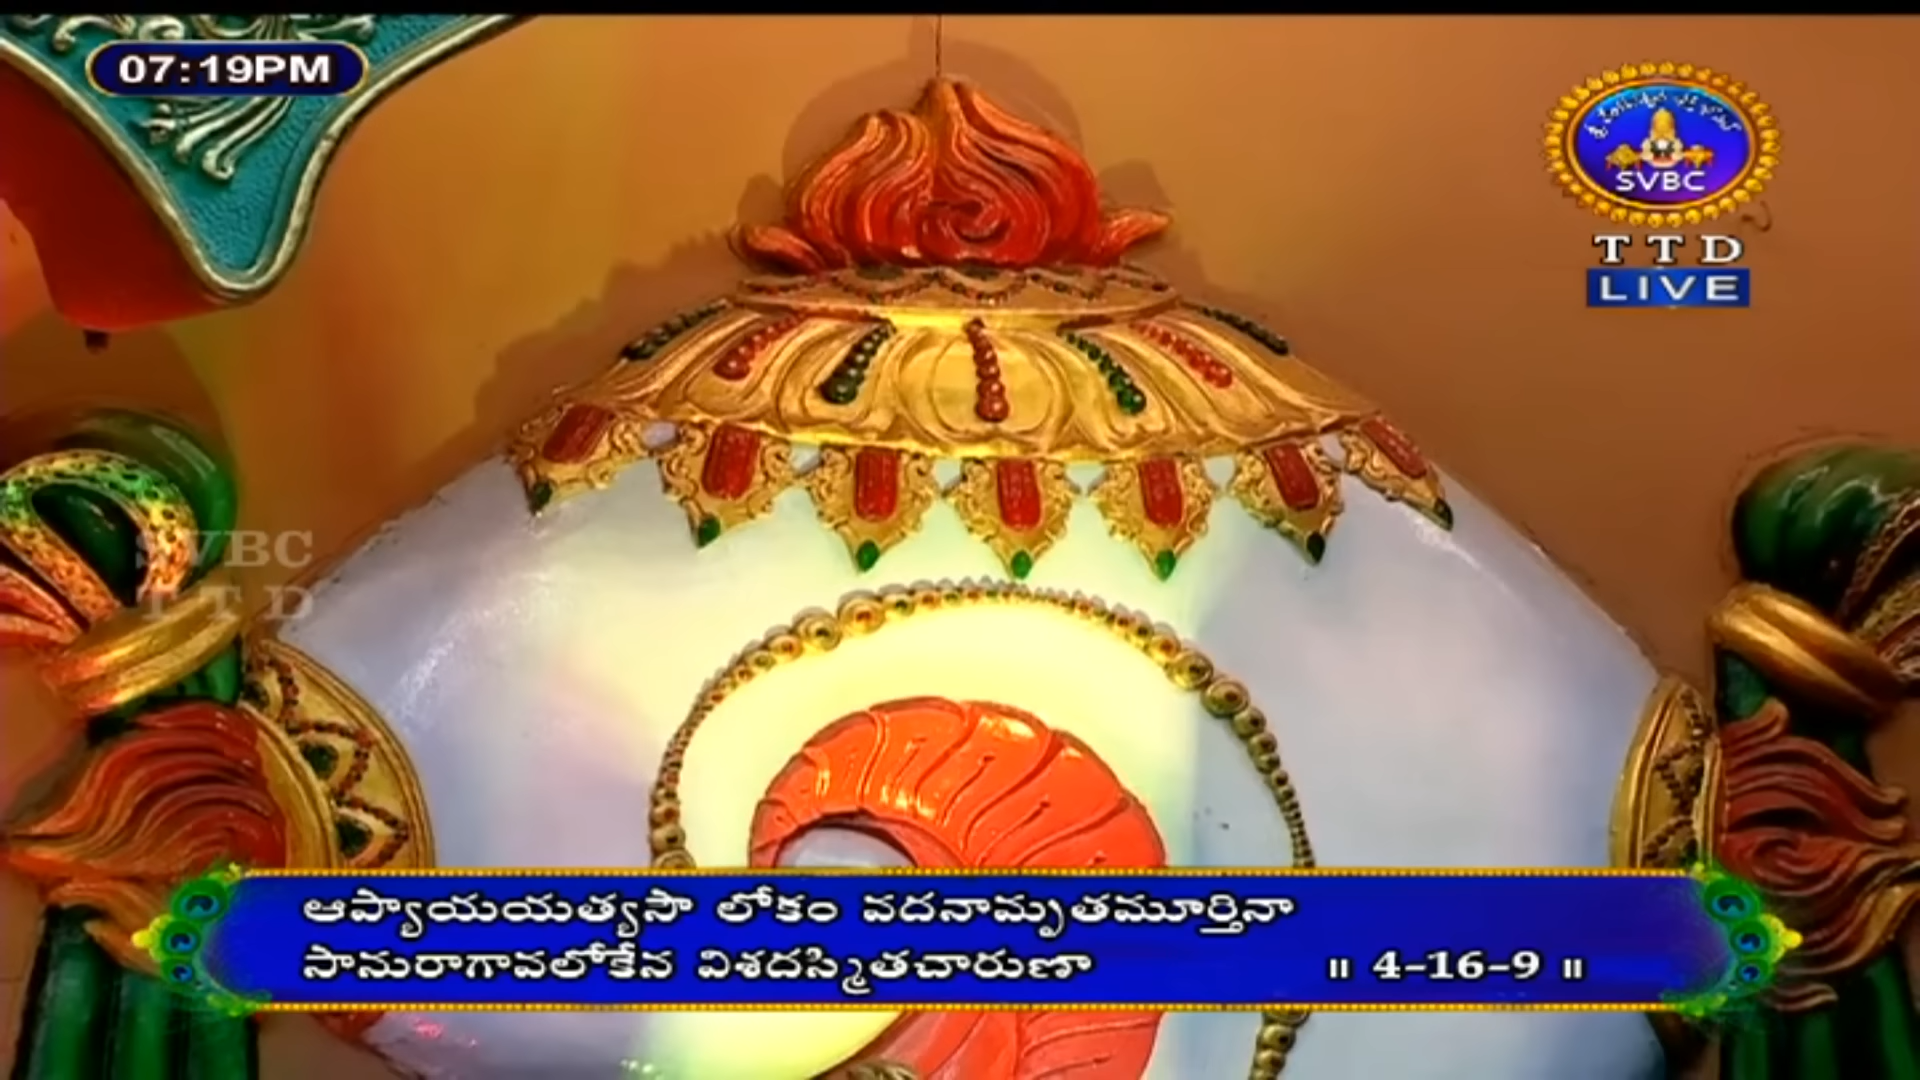 07:19PM
SVBC
TTD
LIVE
SVBC
TTD
ఆప్యాయయత్యసౌ లోకం వదనామృతమూర్తినా
సానురాగావలోకేన విశదస్మితచారుణా ॥ 4-16-9 ॥